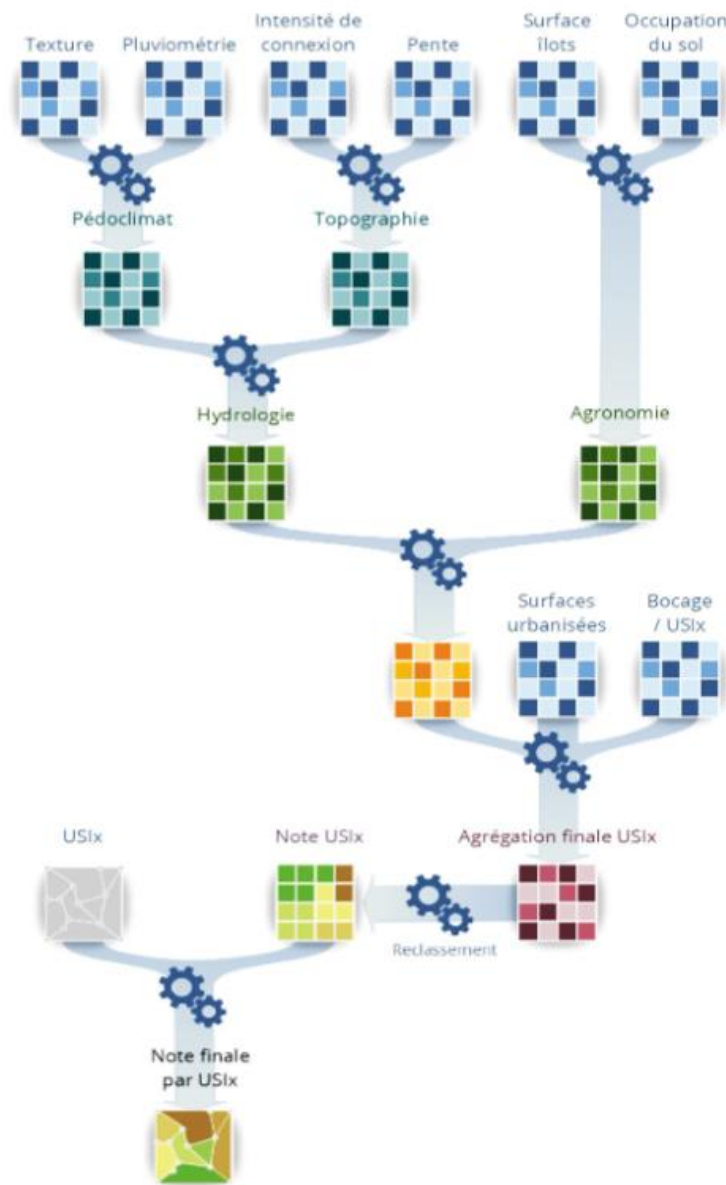 Texture
Pluviométrie
Intensité de
connexion
Pente
Surface
îlots
Occupation
du sol
Pédoclimat
Topographie
Hydrologie
Agronomie
Surfaces
urbanisées
Bocage
/ USIx
USIx
Note USIx
Agrégation finale USIx
Reclassement
Note finale
par USIx